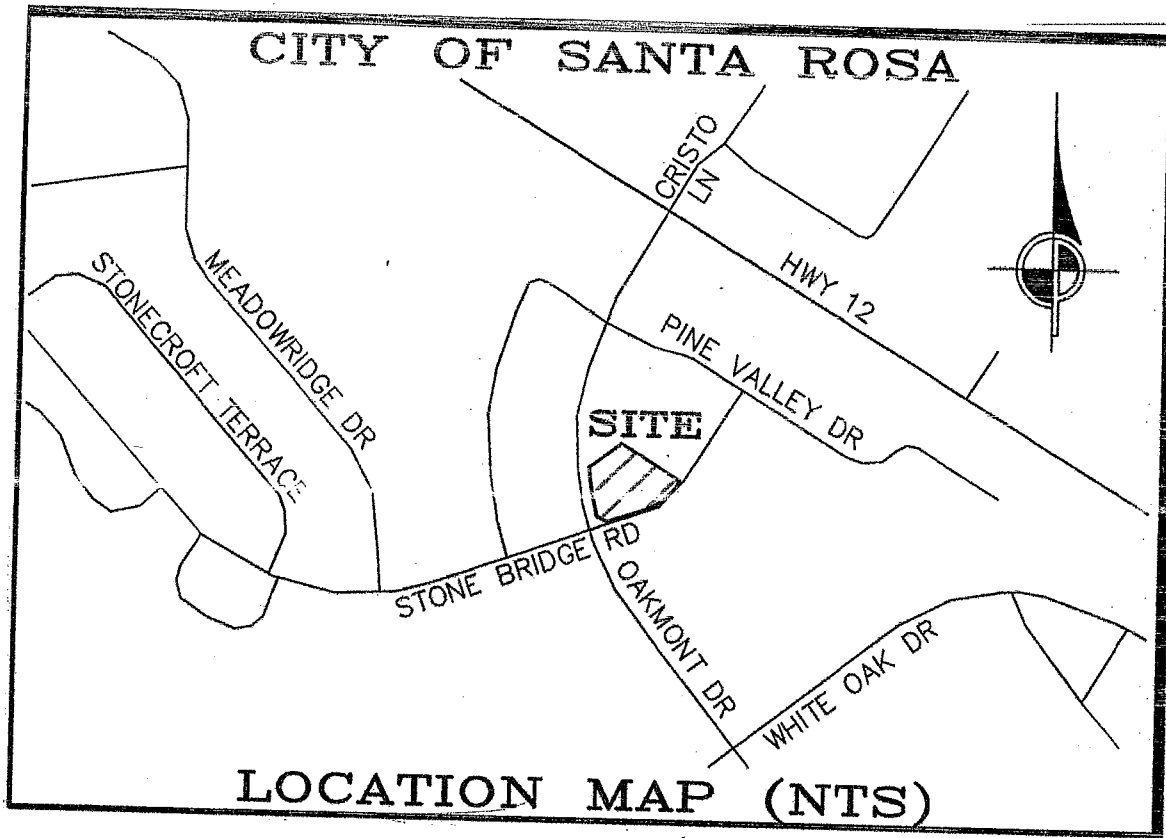 CITY OF SANTA ROSA
CRISTO
LN
HWY 12
MEADOWRIDGE DR
STONECROFT TERRACE
PINE VALLEY DR
SITE
STONE BRIDGE RD
OAKMONT DR
WHITE OAK DR
LOCATION MAP (NTS)